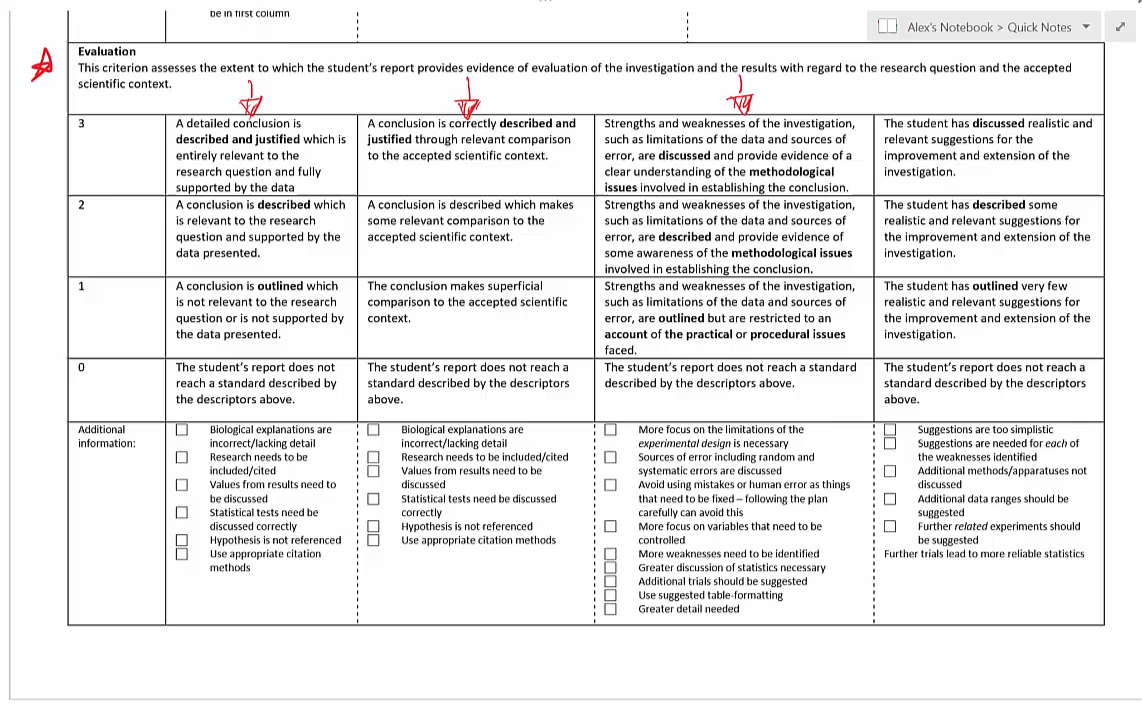 be in first column
Alex's Notebook > Quick Notes
Evaluation
This criterion assesses the extent to which the student's report provides evidence of evaluation of the investigation and the results with regard to the research question and the accepted
scientific context.
3
A detailed conclusion is
described and justified which is
entirely relevant to the
research question and fully
supported by the data
A conclusion is correctly described and
justified through relevant comparison
to the accepted scientific context.
Strengths and weaknesses of the investigation,
such as limitations of the data and sources of
error, are discussed and provide evidence of a
clear understanding of the methodological
issues involved in establishing the conclusion.
The student has discussed realistic and
relevant suggestions for the
improvement and extension of the
investigation.
2
A conclusion is described which
is relevant to the research
question and supported by the
data presented.
A conclusion is described which makes
some relevant comparison to the
accepted scientific context.
Strengths and weaknesses of the investigation,
such as limitations of the data and sources of
error, are described and provide evidence of
some awareness of the methodological issues
involved in establishing the conclusion.
The student has described some
realistic and relevant suggestions for
the improvement and extension of the
investigation.
1
A conclusion is outlined which
is not relevant to the research
question or is not supported by
the data presented.
The conclusion makes superficial
comparison to the accepted scientific
context.
Strengths and weaknesses of the investigation,
such as limitations of the data and sources of
error, are outlined but are restricted to an
account of the practical or procedural issues
faced.
The student has outlined very few
realistic and relevant suggestions for
the improvement and extension of the
investigation.
0
The student's report does not
reach a standard described by
the descriptors above.
The student's report does not reach a
standard described by the descriptors
above.
The student's report does not reach a standard
described by the descriptors above.
The student's report does not reach a
standard described by the descriptors
above.
Additional
information:
Biological explanations are
incorrect/lacking detail
Research needs to be
included/cited
Values from results need to
be discussed
Statistical tests need be
discussed correctly
Hypothesis is not referenced
Use appropriate citation
methods
Biological explanations are
incorrect/lacking detail
Research needs to be included/cited
Values from results need to be
discussed
Statistical tests need be discussed
correctly
Hypothesis is not referenced
Use appropriate citation methods
More focus on the limitations of the
experimental design is necessary
Sources of error including random and
systematic errors are discussed
Avoid using mistakes or human error as things
that need to be fixed – following the plan
carefully can avoid this
More focus on variables that need to be
controlled
More weaknesses need to be identified
Greater discussion of statistics necessary
Additional trials should be suggested
Use suggested table-formatting
Greater detail needed
Suggestions are too simplistic
Suggestions are needed for each of
the weaknesses identified
Additional methods/apparatuses not
discussed
Additional data ranges should be
suggested
Further related experiments should
be suggested
Further trials lead to more reliable statistics